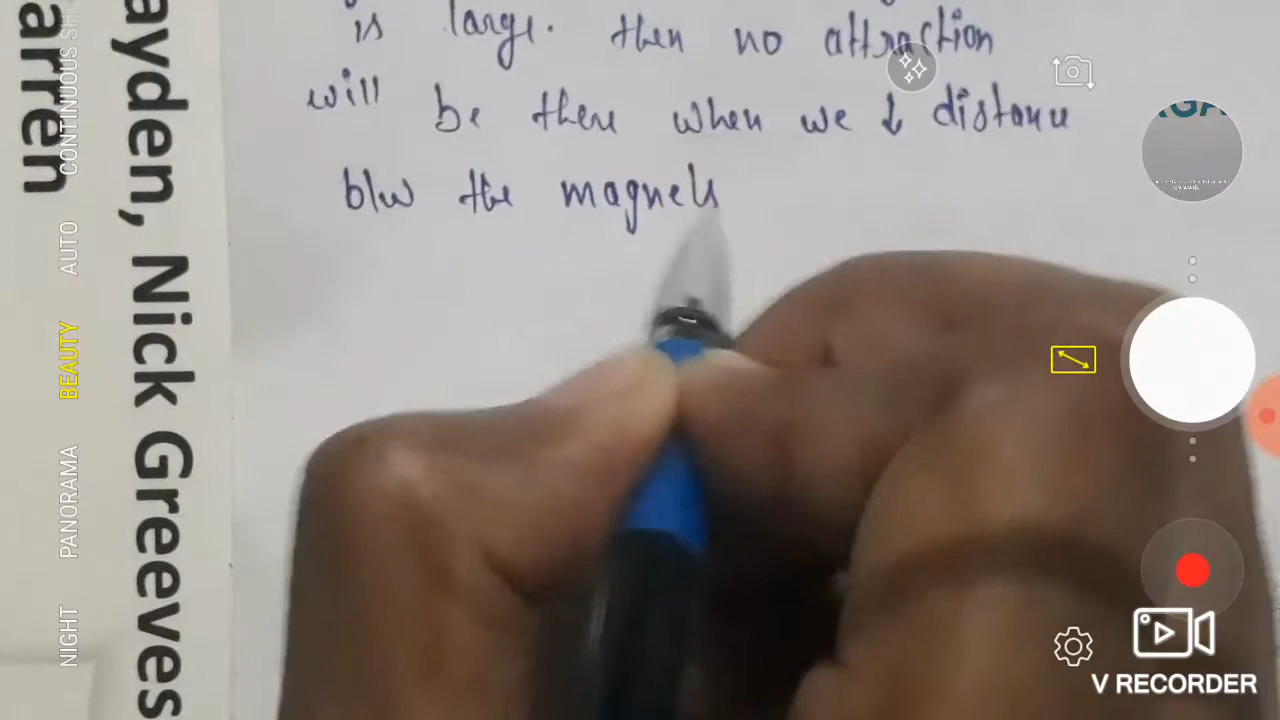 is large. then no attraction
will be there when we ↓ distance
b/w the magnets
ayden, Nick Greeves
arren
CONTINUOUS SH
AUTO
BEAUTY
PANORAMA
NIGHT
V RECORDER